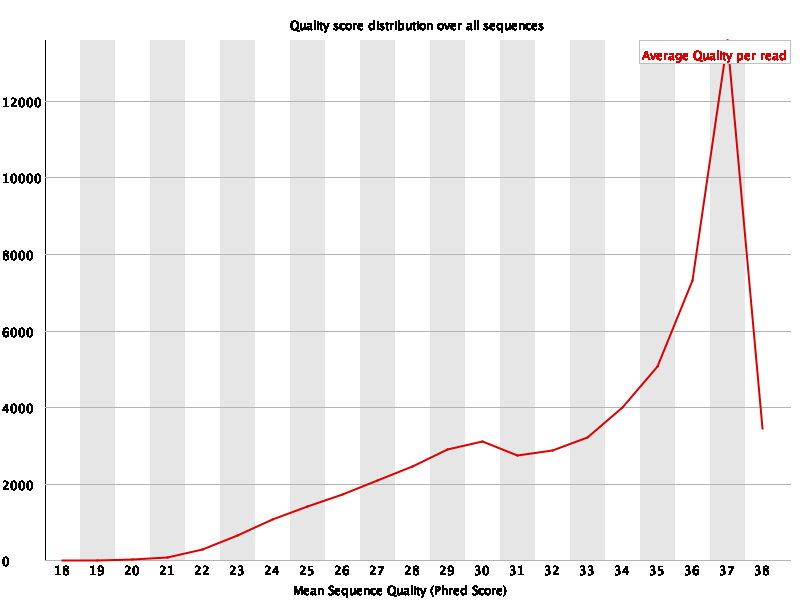 Quality score distribution over all sequences
Average Quality per read
12000
10000
8000
6000
4000
2000
0
18 19 20 21 22 23 24 25 26 27 28 29 30 31 32 33 34 35 36 37 38
Mean Sequence Quality (Phred Score)